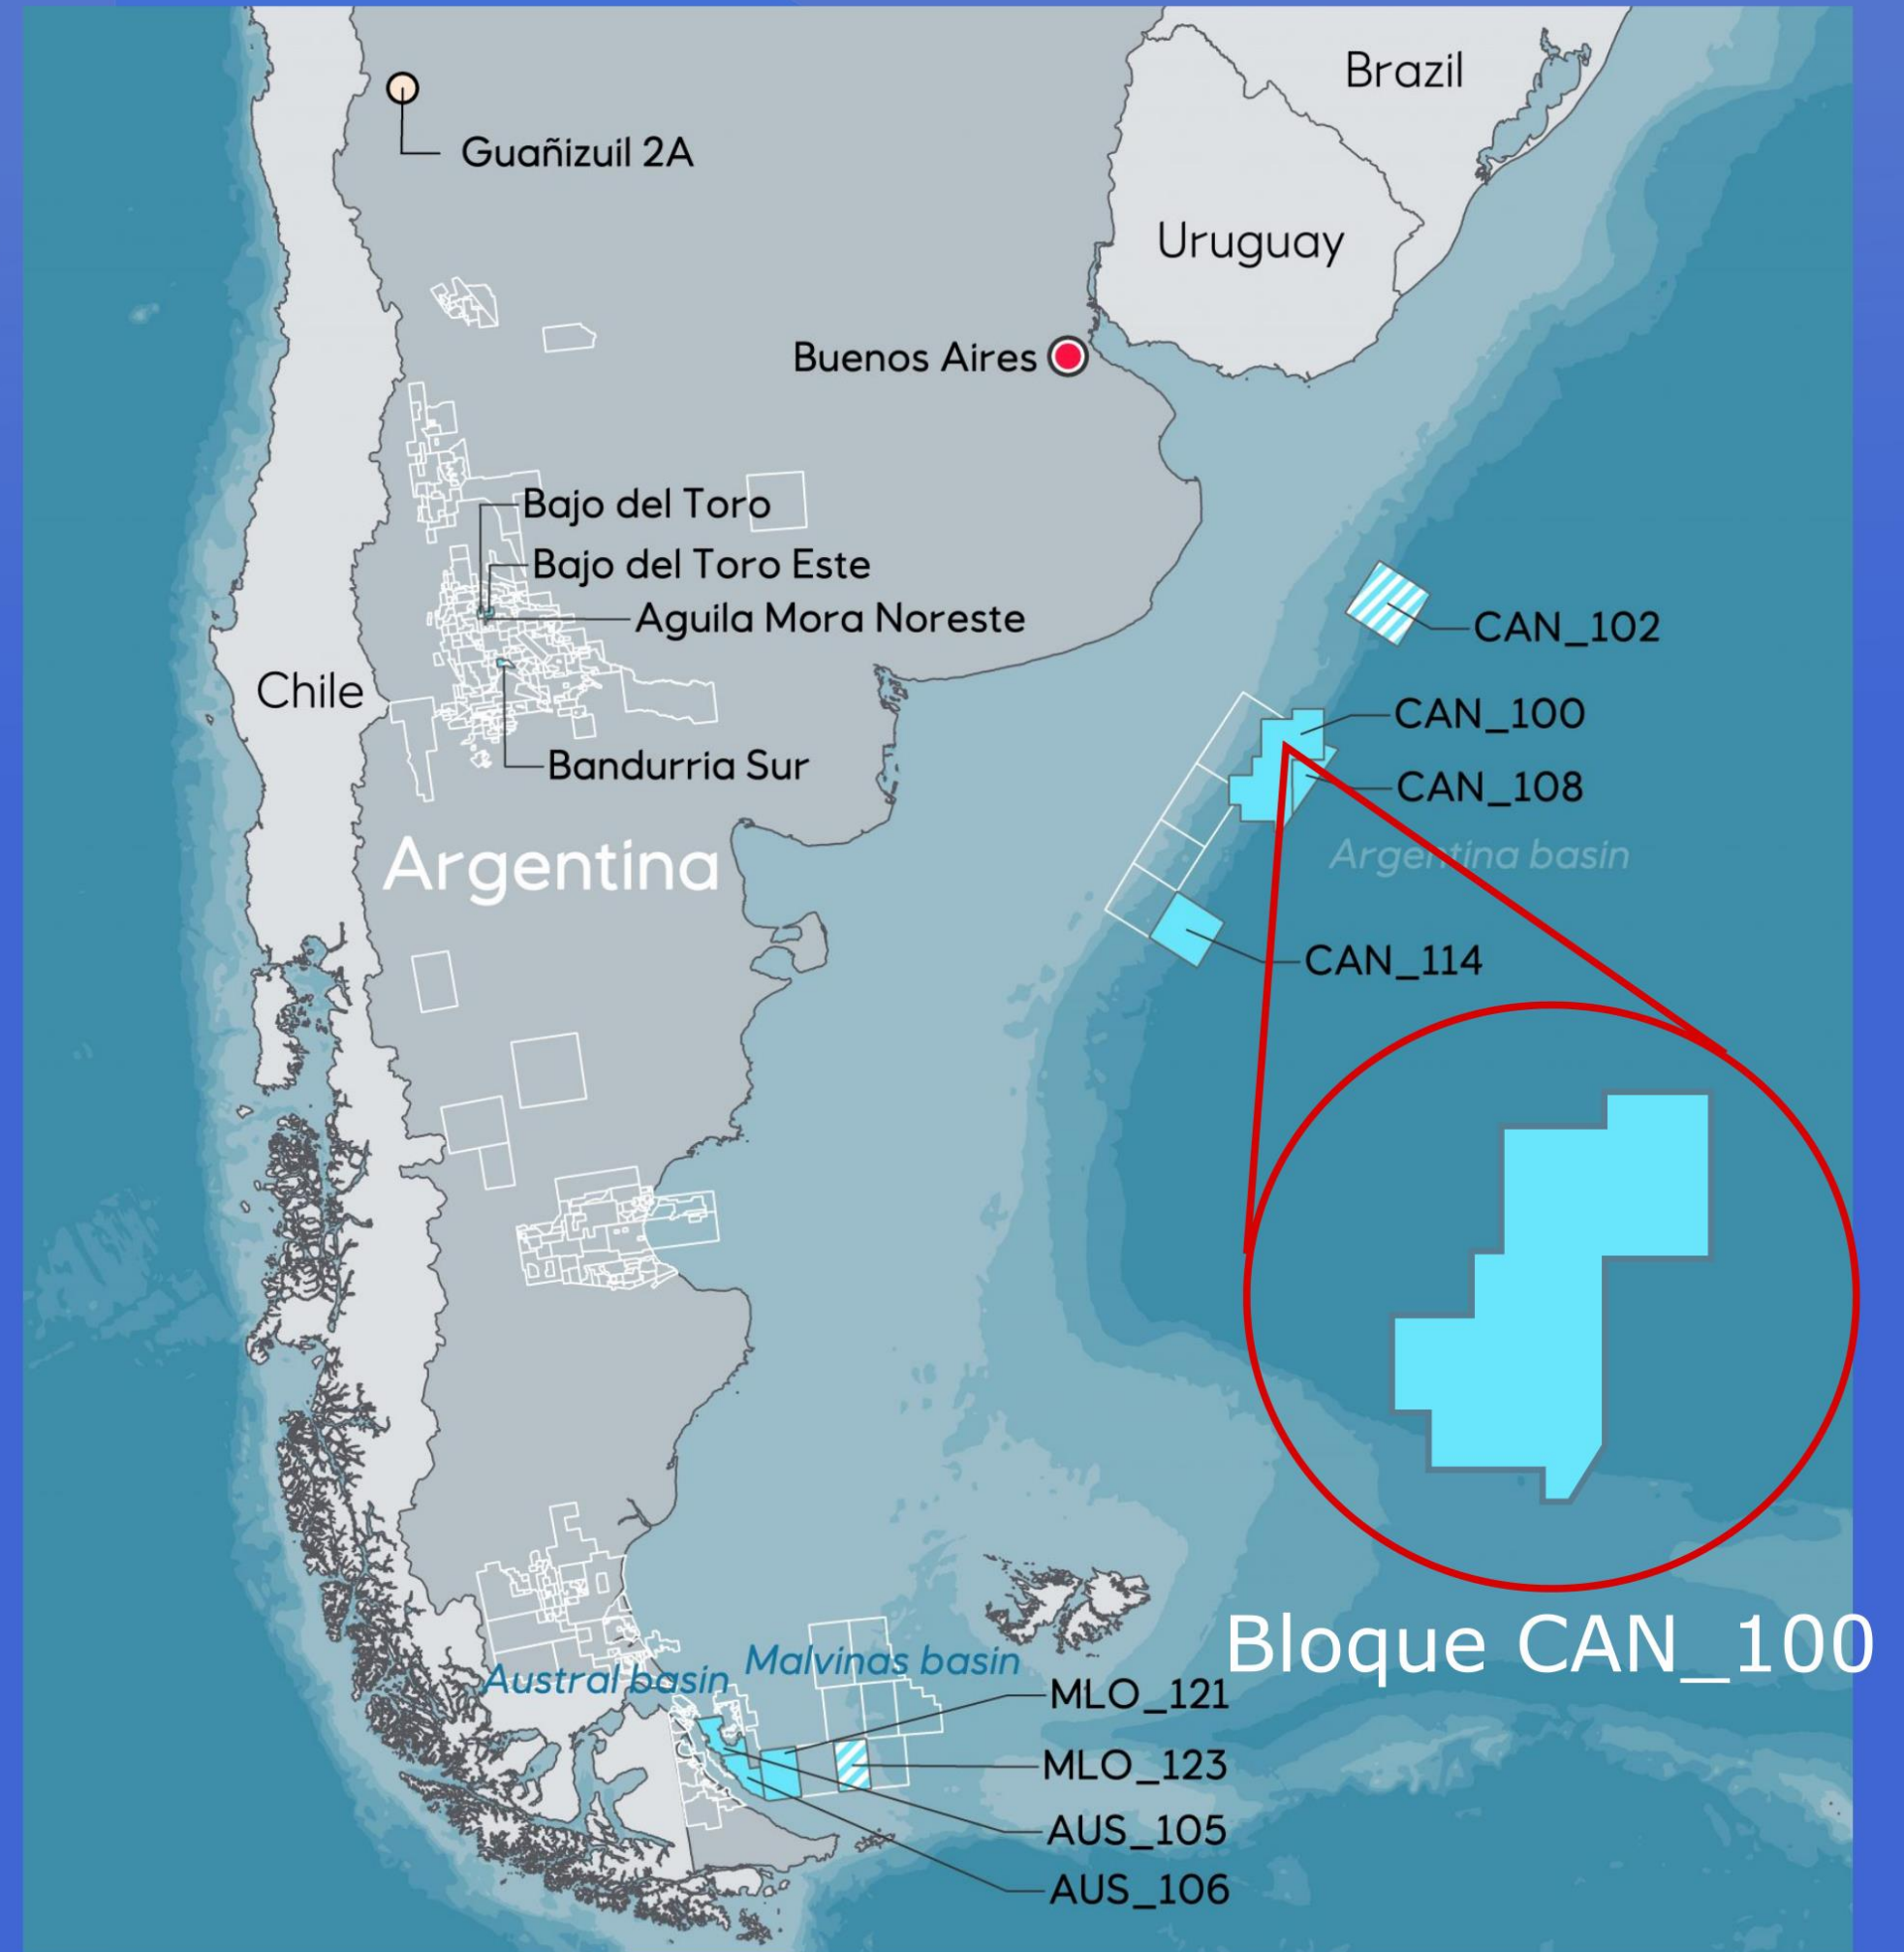 Brazil
Guañizuil 2A
Uruguay
Buenos Aires
Bajo del Toro
Bajo del Toro Este
Aguila Mora Noreste
CAN_102
Chile
CAN_100
Bandurria Sur
CAN_108
Argentina
Argentina basin
CAN_114
Bloque CAN_100
Malvinas basin
Austral basin
MLO_121
MLO_123
AUS_105
AUS_106